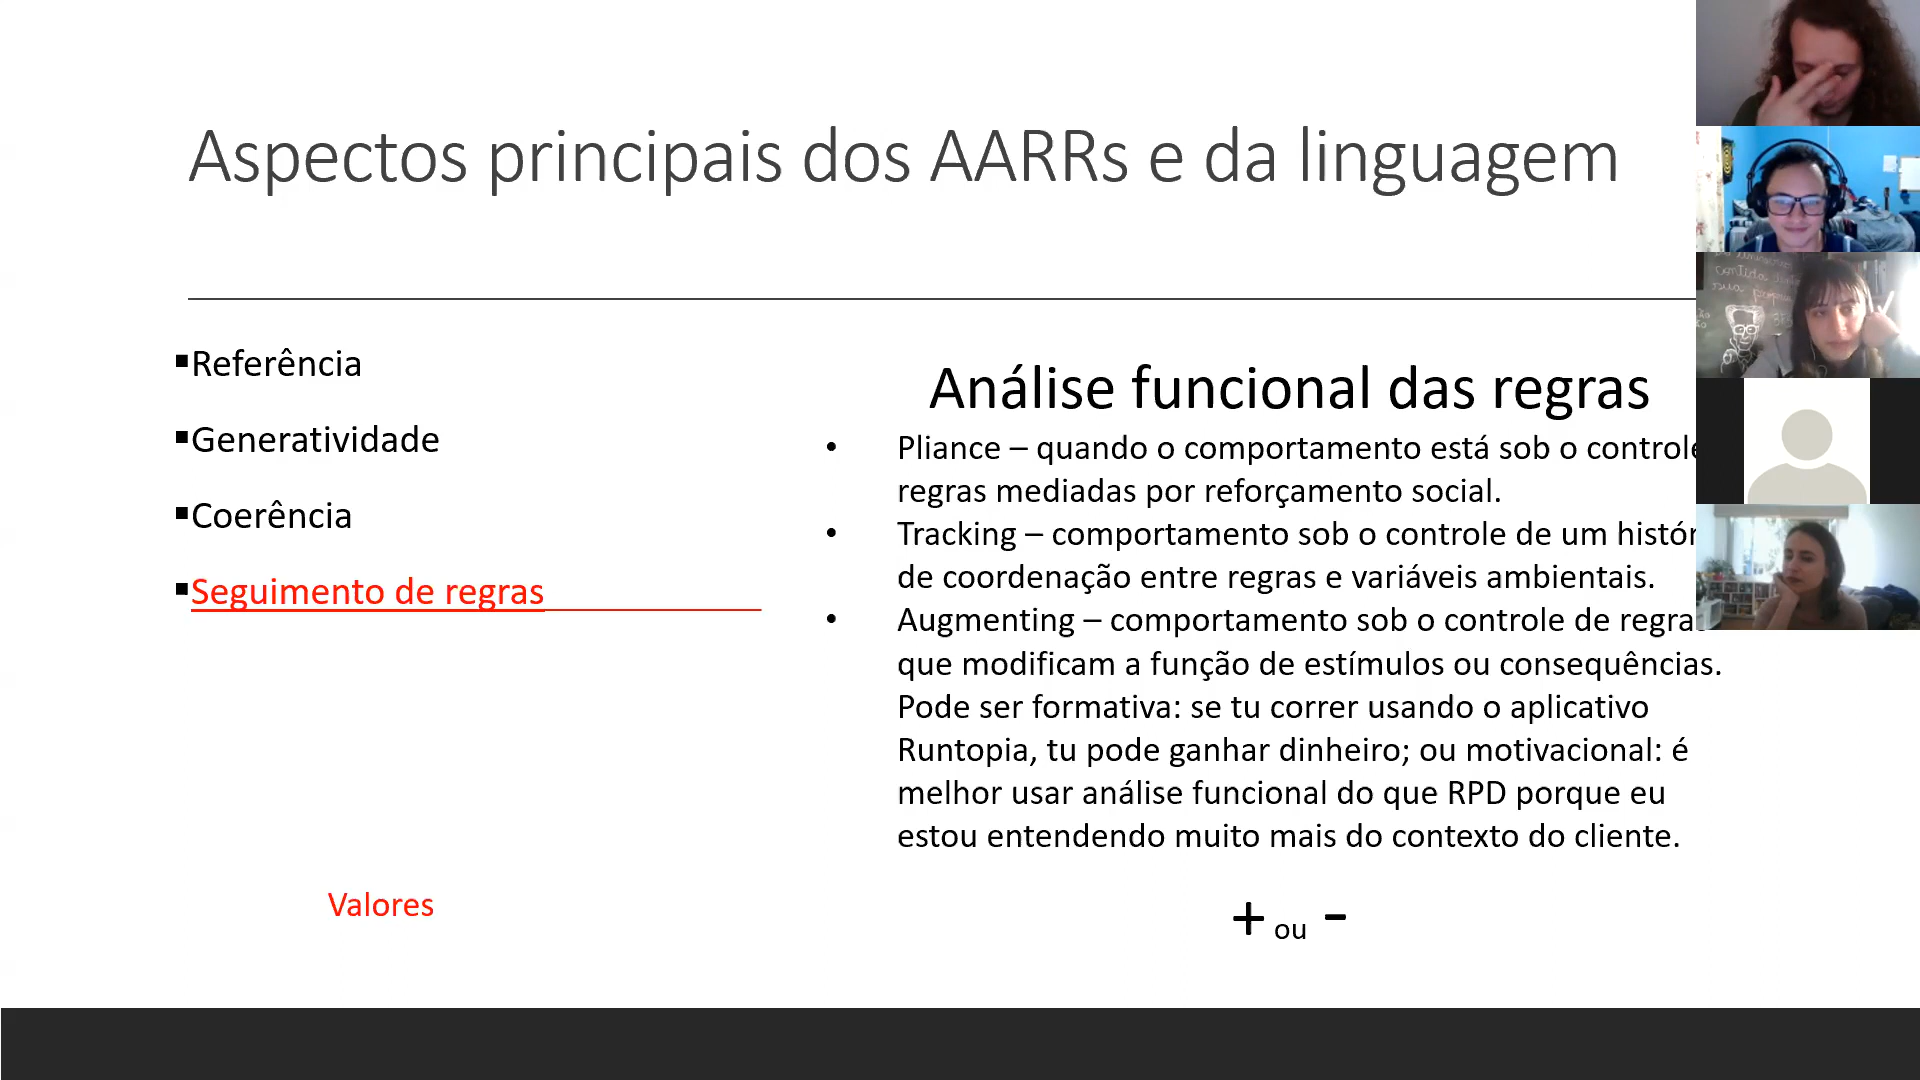 Aspectos principais dos AARRs e da linguagem
▪Referência
▪Generatividade
▪Coerência
▪Seguimento de regras
Valores
Análise funcional das regras
• Pliance – quando o comportamento está sob o controle
regras mediadas por reforçamento social.
• Tracking – comportamento sob o controle de um histór
de coordenação entre regras e variáveis ambientais.
• Augmenting – comportamento sob o controle de regra
que modificam a função de estímulos ou consequências.
Pode ser formativa: se tu correr usando o aplicativo
Runtopia, tu pode ganhar dinheiro; ou motivacional: é
melhor usar análise funcional do que RPD porque eu
estou entendendo muito mais do contexto do cliente.
+ ou -
contida
sua própria